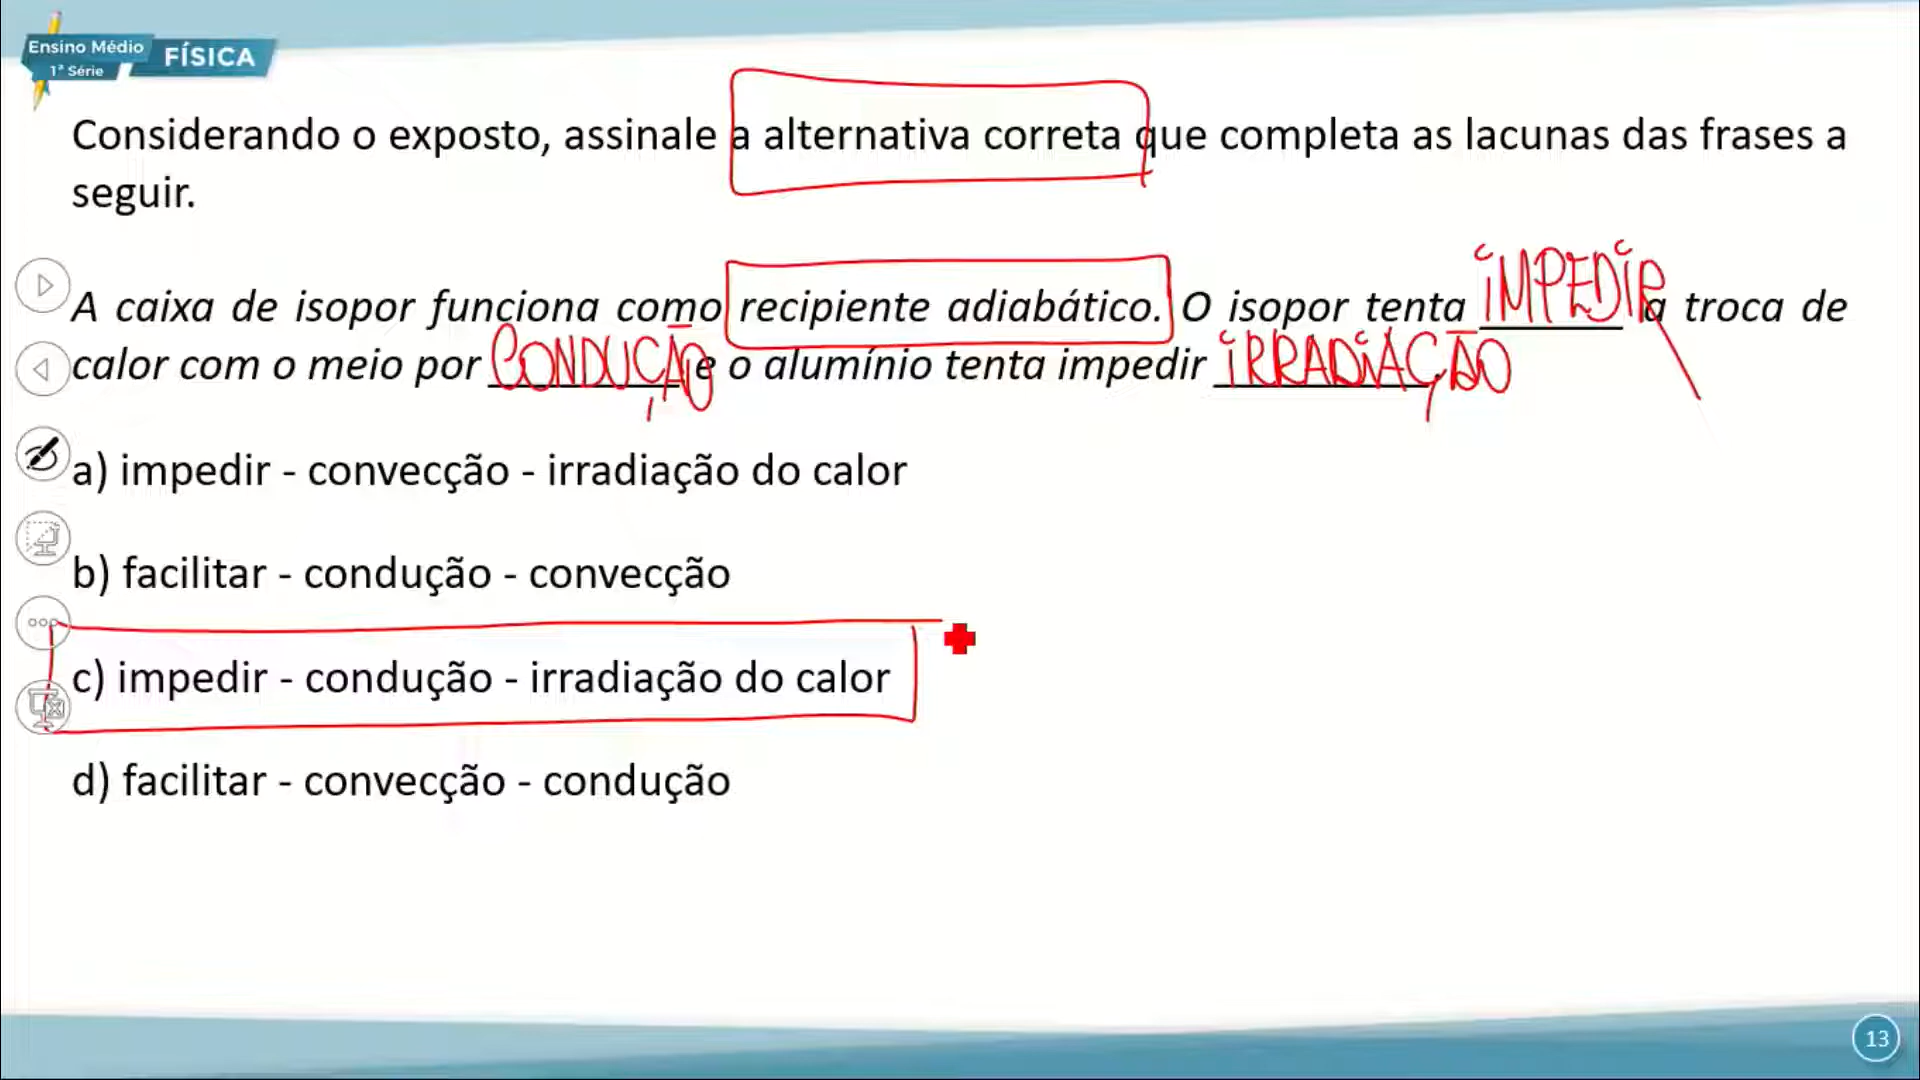 Ensino Médio
1ª Série
FÍSICA
Considerando o exposto, assinale a alternativa correta que completa as lacunas das frases a
seguir.
A caixa de isopor funciona como recipiente adiabático. O isopor tenta IMPEDIR a troca de
calor com o meio por CONDUÇÃO e o alumínio tenta impedir IRRADIAÇÃO.
a) impedir - convecção - irradiação do calor
b) facilitar - condução - convecção
c) impedir - condução - irradiação do calor
d) facilitar - convecção - condução
13